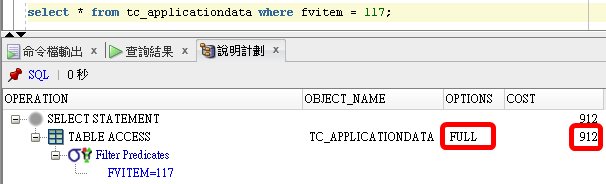 select * from tc_applicationdata where fvitem = 117;
命令檔輸出 x 查詢結果 x 說明計劃 x
SQL | 0 秒
OPERATION OBJECT_NAME OPTIONS COST
SELECT STATEMENT 912
TABLE ACCESS TC_APPLICATIONDATA FULL 912
Filter Predicates
FVITEM=117